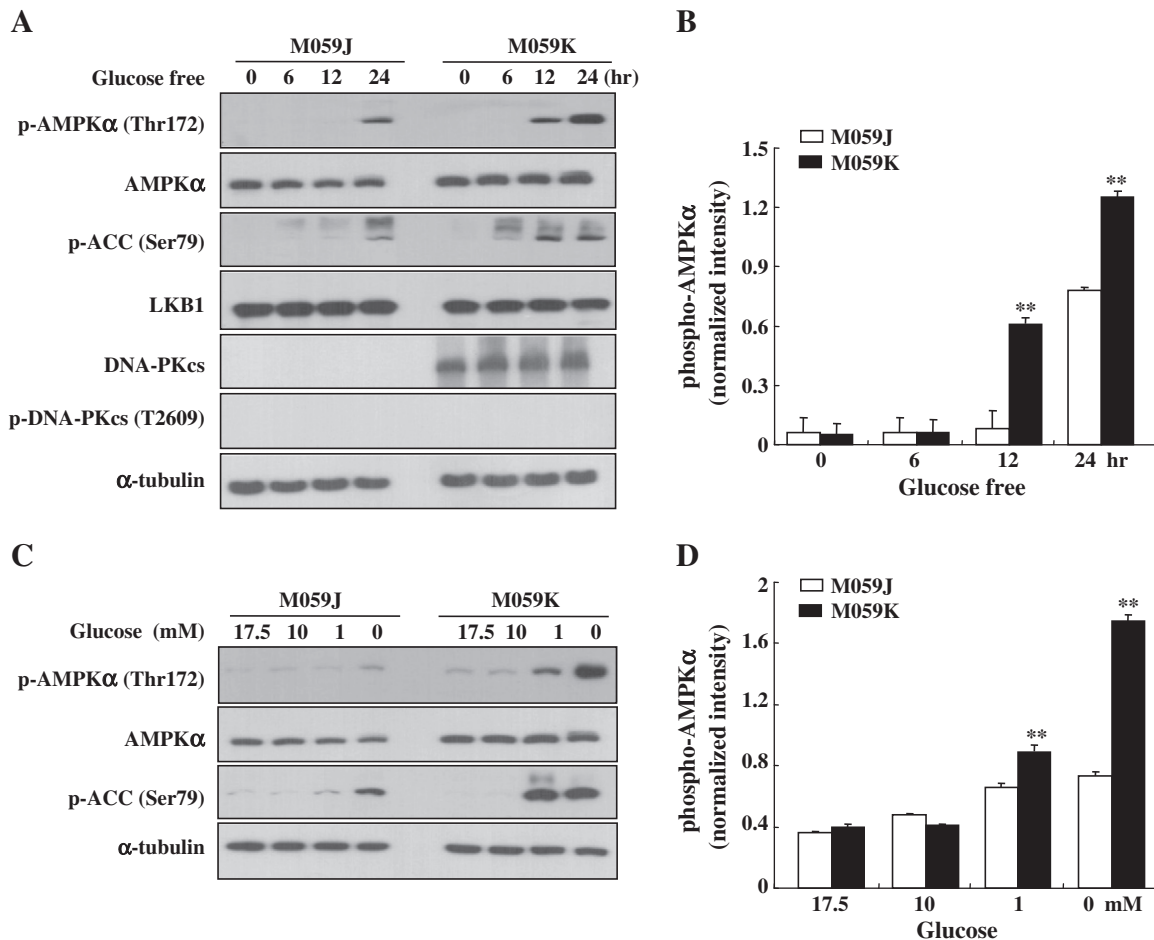 A
M059J M059K
Glucose free 0 6 12 24 0 6 12 24 (hr)
p-AMPKα (Thr172)
AMPKα
p-ACC (Ser79)
LKB1
DNA-PKcs
p-DNA-PKcs (T2609)
α-tubulin
B
M059J
M059K
phospho-AMPKα
(normalized intensity)
1.5
1.2
0.9
0.6
0.3
0
** **
0 6 12 24 hr
Glucose free
C
M059J M059K
Glucose (mM) 17.5 10 1 0 17.5 10 1 0
p-AMPKα (Thr172)
AMPKα
p-ACC (Ser79)
α-tubulin
D
M059J
M059K
phospho-AMPKα
(normalized intensity)
2
1.6
1.2
0.8
0.4
0
** **
17.5 10 1 0 mM
Glucose